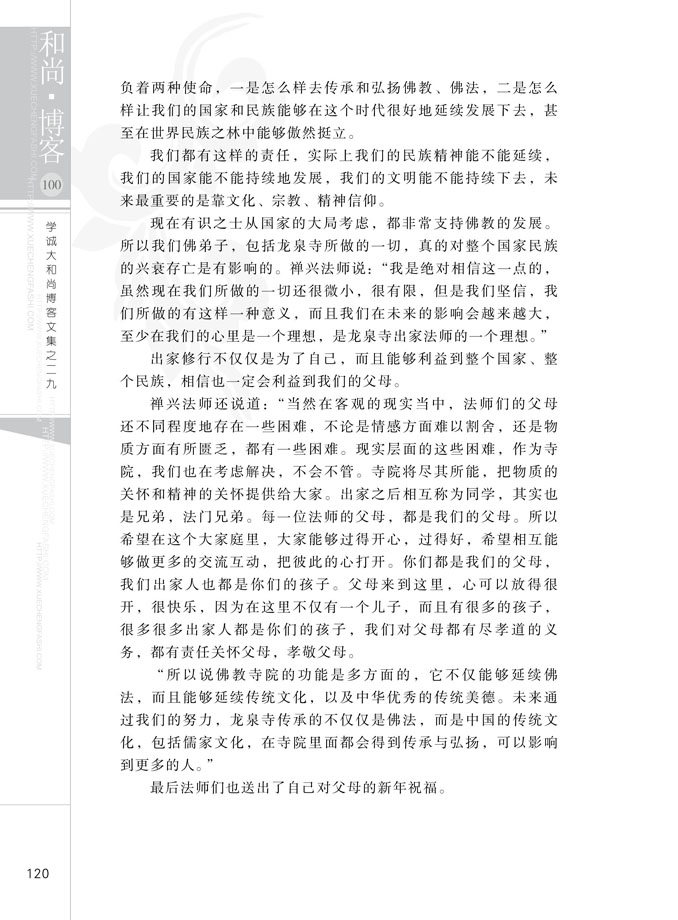 和尚·博客
100
学诚大和尚博客文集之二九
负着两种使命，一是怎么样去传承和弘扬佛教、佛法，二是怎么
样让我们的国家和民族能够在这个时代很好地延续发展下去，甚
至在世界民族之林中能够傲然挺立。
我们都有这样的责任，实际上我们的民族精神能不能延续，
我们的国家能不能持续地发展，我们的文明能不能持续下去，未
来最重要的是靠文化、宗教、精神信仰。
现在有识之士从国家的大局考虑，都非常支持佛教的发展。
所以我们佛弟子，包括龙泉寺所做的一切，真的对整个国家民族
的兴衰存亡是有影响的。禅兴法师说：“我是绝对相信这一点的，
虽然现在我们所做的一切还很微小，很有限，但是我们坚信，我
们所做的有这样一种意义，而且我们在未来的影响会越来越大，
至少在我们的心里是一个理想，是龙泉寺出家法师的一个理想。”
出家修行不仅仅是为了自己，而且能够利益到整个国家、整
个民族，相信也一定会利益到我们的父母。
禅兴法师还说道：“当然在客观的现实当中，法师们的父母
还不同程度地存在一些困难，不论是情感方面难以割舍，还是物
质方面有所匮乏，都有一些困难。现实层面的这些困难，作为寺
院，我们也在考虑解决，不会不管。寺院将尽其所能，把物质的
关怀和精神的关怀提供给大家。出家之后相互称为同学，其实也
是兄弟，法门兄弟。每一位法师的父母，都是我们的父母。所以
希望在这个大家庭里，大家能够过得开心，过得好，希望相互能
够做更多的交流互动，把彼此的心打开。你们都是我们的父母，
我们出家人也都是你们的孩子。父母来到这里，心可以放得很
开，很快乐，因为在这里不仅有一个儿子，而且有很多的孩子，
很多很多出家人都是你们的孩子，我们对父母都有尽孝道的义
务，都有责任关怀父母，孝敬父母。
“所以说佛教寺院的功能是多方面的，它不仅能够延续佛
法，而且能够延续传统文化，以及中华优秀的传统美德。未来通
过我们的努力，龙泉寺传承的不仅仅是佛法，而是中国的传统文
化，包括儒家文化，在寺院里面都会得到传承与弘扬，可以影响
到更多的人。”
最后法师们也送出了自己对父母的新年祝福。
HTTP://WWW.XUECHENGFASHI.COM
120